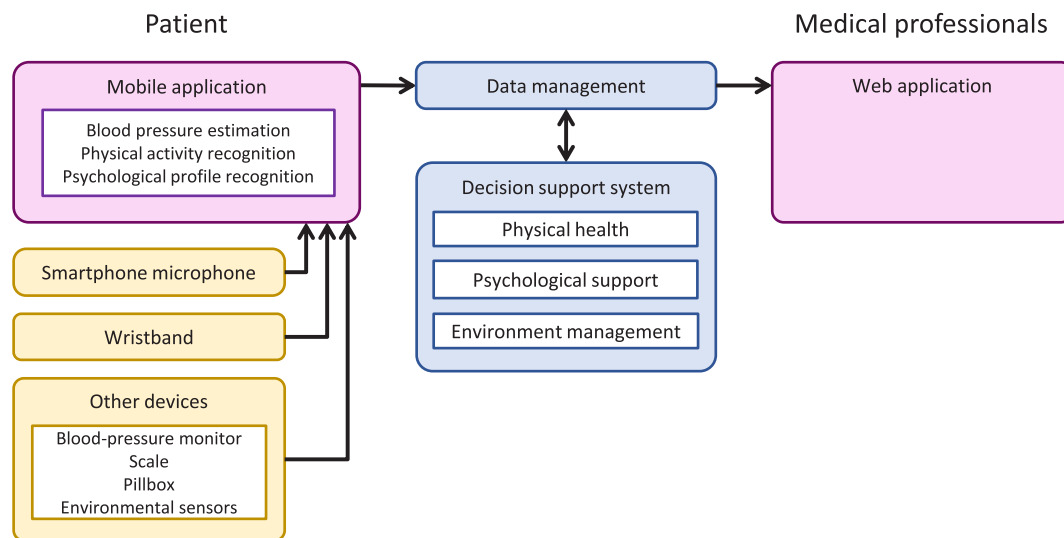 Patient
Medical professionals
Mobile application
Blood pressure estimation
Physical activity recognition
Psychological profile recognition
Smartphone microphone
Wristband
Other devices
Blood-pressure monitor
Scale
Pillbox
Environmental sensors
Data management
Decision support system
Physical health
Psychological support
Environment management
Web application